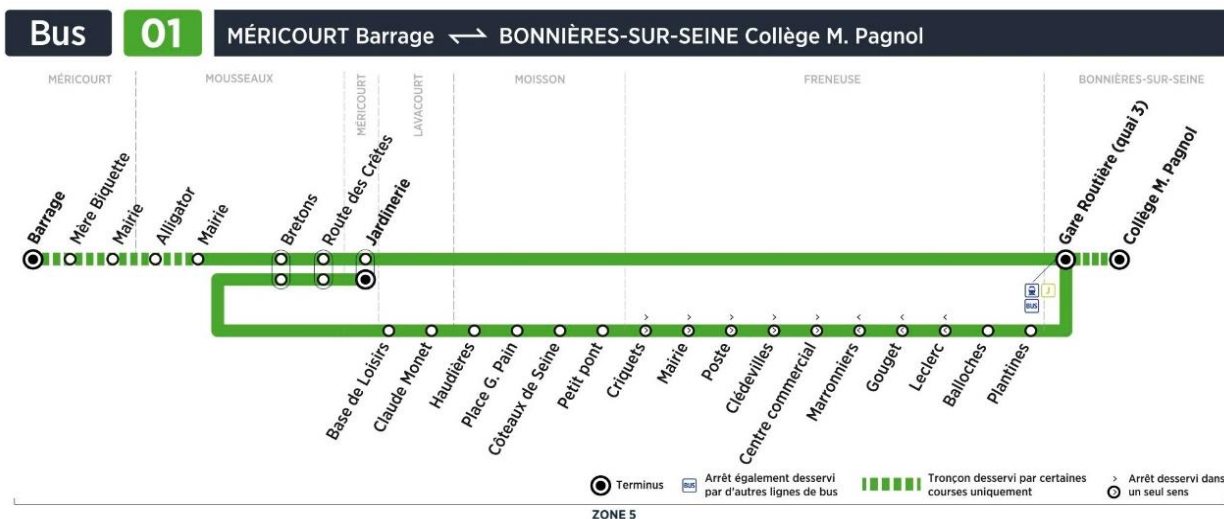 Bus 01 MÉRICOURT Barrage BONNIÈRES-SUR-SEINE Collège M. Pagnol
MÉRICOURT MOUSSEAUX MÉRICOURT LAVACOURT MOISSON FRENEUSE BONNIÈRES-SUR-SEINE
Barrage
Mère Biquette
Mairie
Alligator
Mairie
Bretons
Route des Crêtes
Jardinerie
Gare Routière (quai 3)
Collège M. Pagnol
J
BUS
Base de Loisirs
Claude Monet
Haudières
Place G. Pain
Côteaux de Seine
Petit pont
Criquets
Mairie
Poste
Clédevilles
Centre commercial
Marronniers
Gouget
Leclerc
Balloches
Plantines
Terminus
BUS
Arrêt également desservi
par d'autres lignes de bus
Tronçon desservi par certaines
courses uniquement
Arrêt desservi dans
un seul sens
ZONE 5